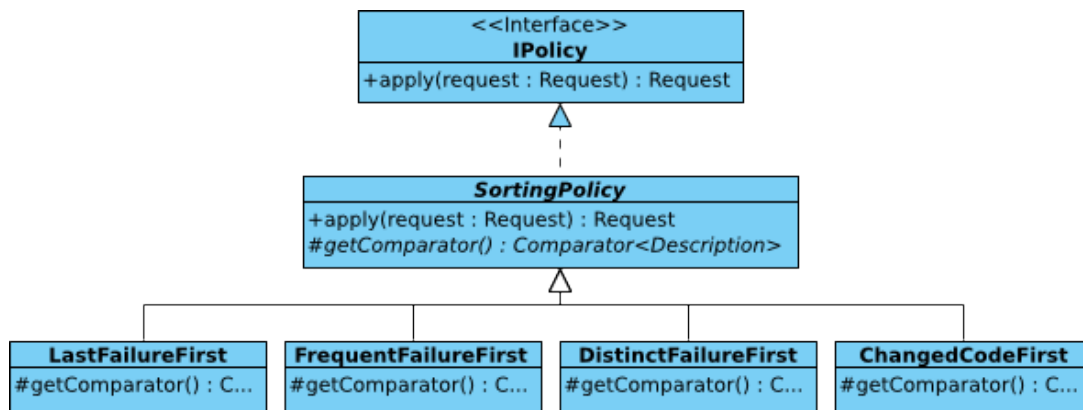 <<Interface>>
IPolicy
+apply(request : Request) : Request
SortingPolicy
+apply(request : Request) : Request
#getComparator() : Comparator<Description>
LastFailureFirst
#getComparator() : C...
FrequentFailureFirst
#getComparator() : C...
DistinctFailureFirst
#getComparator() : C...
ChangedCodeFirst
#getComparator() : C...